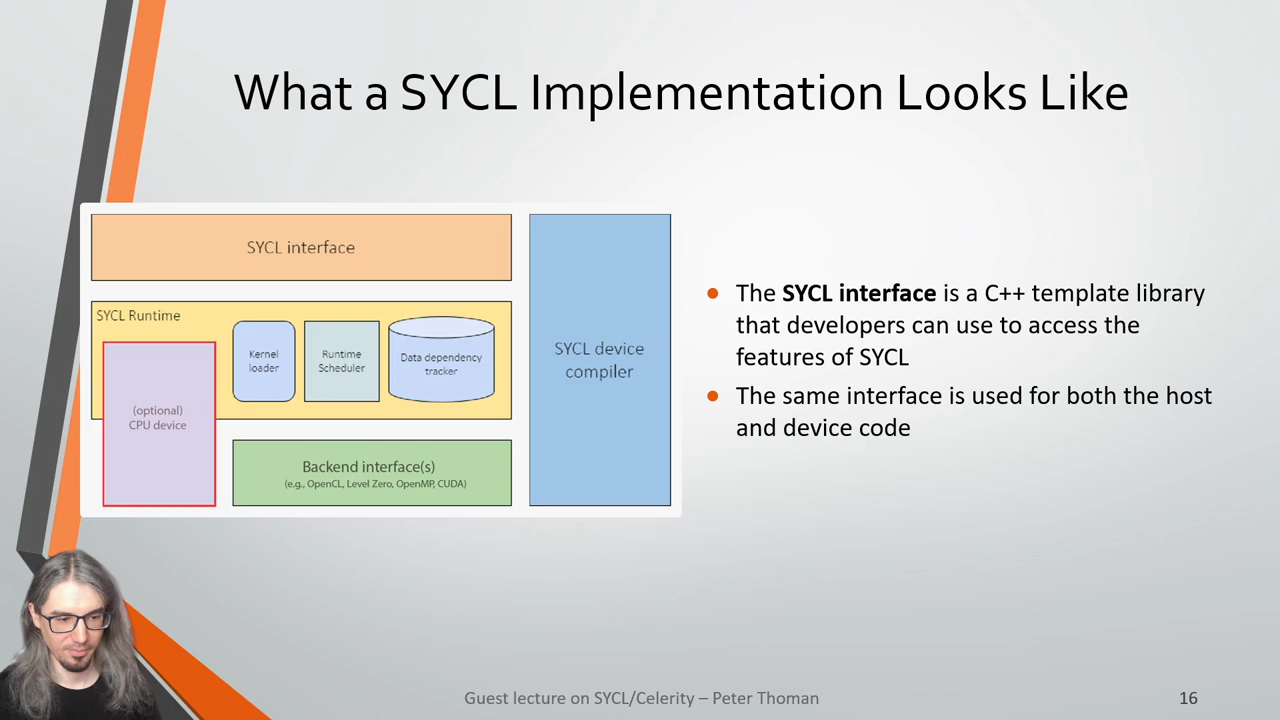 What a SYCL Implementation Looks Like
SYCL interface
SYCL Runtime
Kernel
loader
Runtime
Scheduler
Data dependency
tracker
(optional)
CPU device
Backend interface(s)
(e.g., OpenCL, Level Zero, OpenMP, CUDA)
SYCL device
compiler
• The SYCL interface is a C++ template library
that developers can use to access the
features of SYCL
• The same interface is used for both the host
and device code
Guest lecture on SYCL/Celerity – Peter Thoman
16